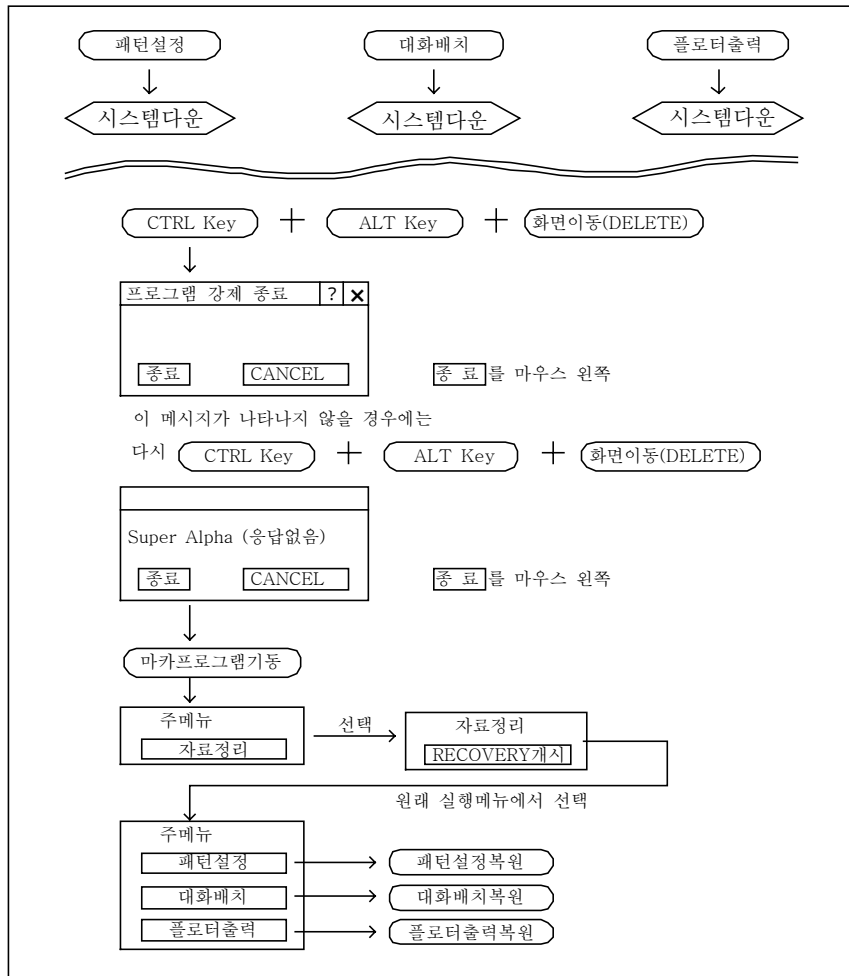 패턴설정 대화배치 플로터출력
시스템다운 시스템다운 시스템다운
CTRL Key + ALT Key + 화면이동(DELETE)
프로그램 강제 종료 ? ×
종료 CANCEL 종 료 를 마우스 왼쪽
이 메시지가 나타나지 않을 경우에는
다시 CTRL Key + ALT Key + 화면이동(DELETE)
Super Alpha (응답없음)
종료 CANCEL 종 료 를 마우스 왼쪽
마카프로그램기동
주메뉴 선택 자료정리
자료정리 RECOVERY개시
원래 실행메뉴에서 선택
주메뉴
패턴설정 패턴설정복원
대화배치 대화배치복원
플로터출력 플로터출력복원